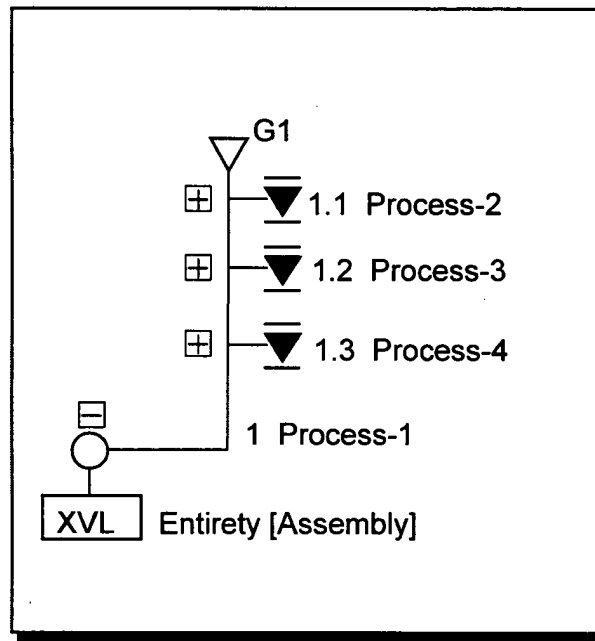 G1
1.1 Process-2
1.2 Process-3
1.3 Process-4
1 Process-1
XVL Entirety [Assembly]